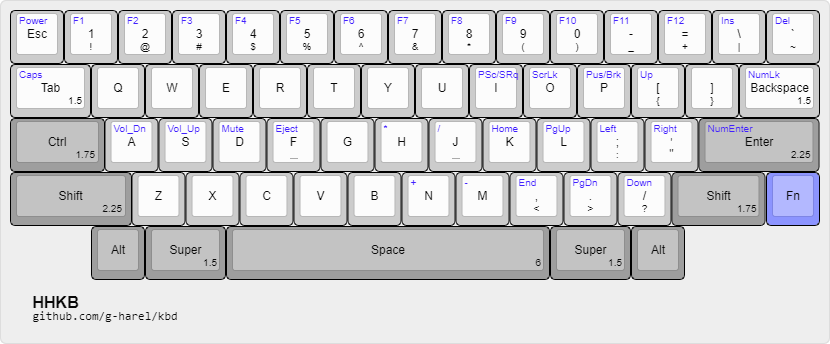 Power F1 F2 F3 F4 F5 F6 F7 F8 F9 F10 F11 F12 Ins Del
Esc 1 2 3 4 5 6 7 8 9 0 - = \ `
! @ # $ % ^ & * ( ) _ + | ~
Caps PSc/SRq ScrLk Pus/Brk Up NumLk
Tab Q W E R T Y U I O P [ ] Backspace
1.5 { } 1.5
Vol_Dn Vol_Up Mute Eject * / Home PgUp Left Right NumEnter
Ctrl A S D F G H J K L ; ' Enter
1.75 _ _ : " 2.25
+ - End PgDn Down
Shift Z X C V B N M , . / Shift Fn
2.25 < > ? 1.75
Alt Super Space Super Alt
1.5 6 1.5
HHKB
github.com/g-harel/kbd